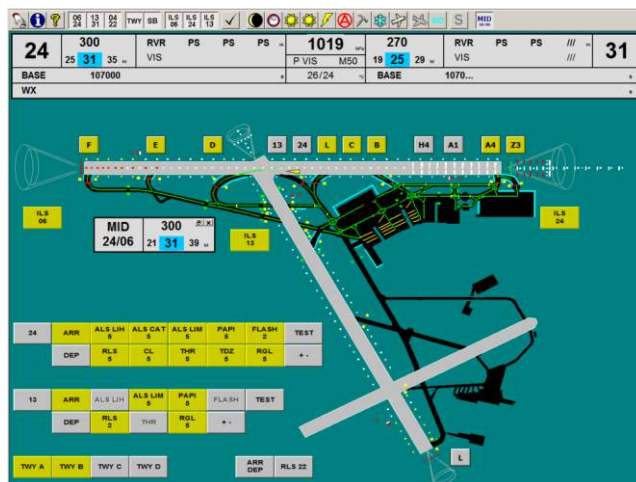 06 24 13 31 04 22 TWY SB ILS 06 ILS 24 ILS 13 S MID
24 300 RVR PS PS PS 1019 270 RVR PS PS /// 31
25 31 35 VIS P VIS M50 19 25 29 VIS ///
BASE 107000 26/24 BASE 1070...
WX
F E D 13 24 L C B H4 A1 A4 Z3
ILS 06
ILS 13
ILS 24
MID 300
24/06 21 31 39
24 ARR ALS LIH 5 ALS CAT 5 ALS LIM 5 PAPI 5 FLASH 2 TEST
DEP RLS 5 CL 5 THR 5 TDZ 5 RGL 5 + -
13 ARR ALS LIH ALS LIM 5 PAPI 5 FLASH TEST
DEP RLS 2 THR RGL 5 + -
L
TWY A TWY B TWY C TWY D ARR DEP RLS 22